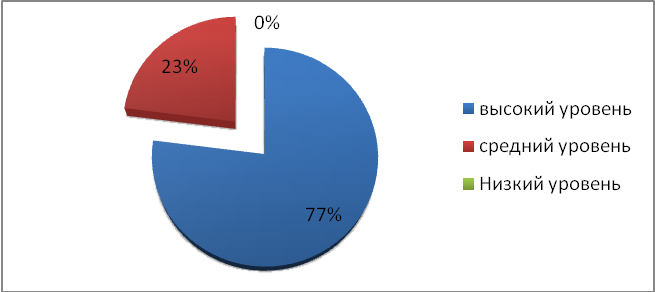 0%
23%
77%
высокий уровень
средний уровень
Низкий уровень